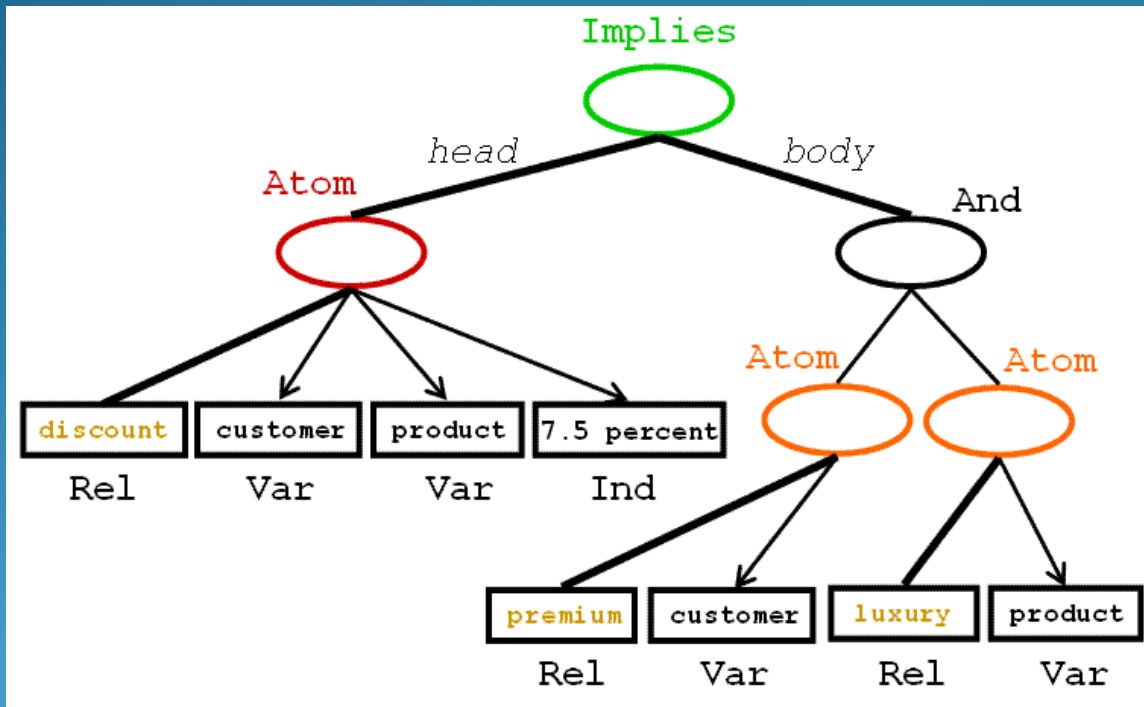 Implies
head body
Atom And
Atom Atom
discount customer product 7.5 percent
Rel Var Var Ind
premium customer luxury product
Rel Var Rel Var